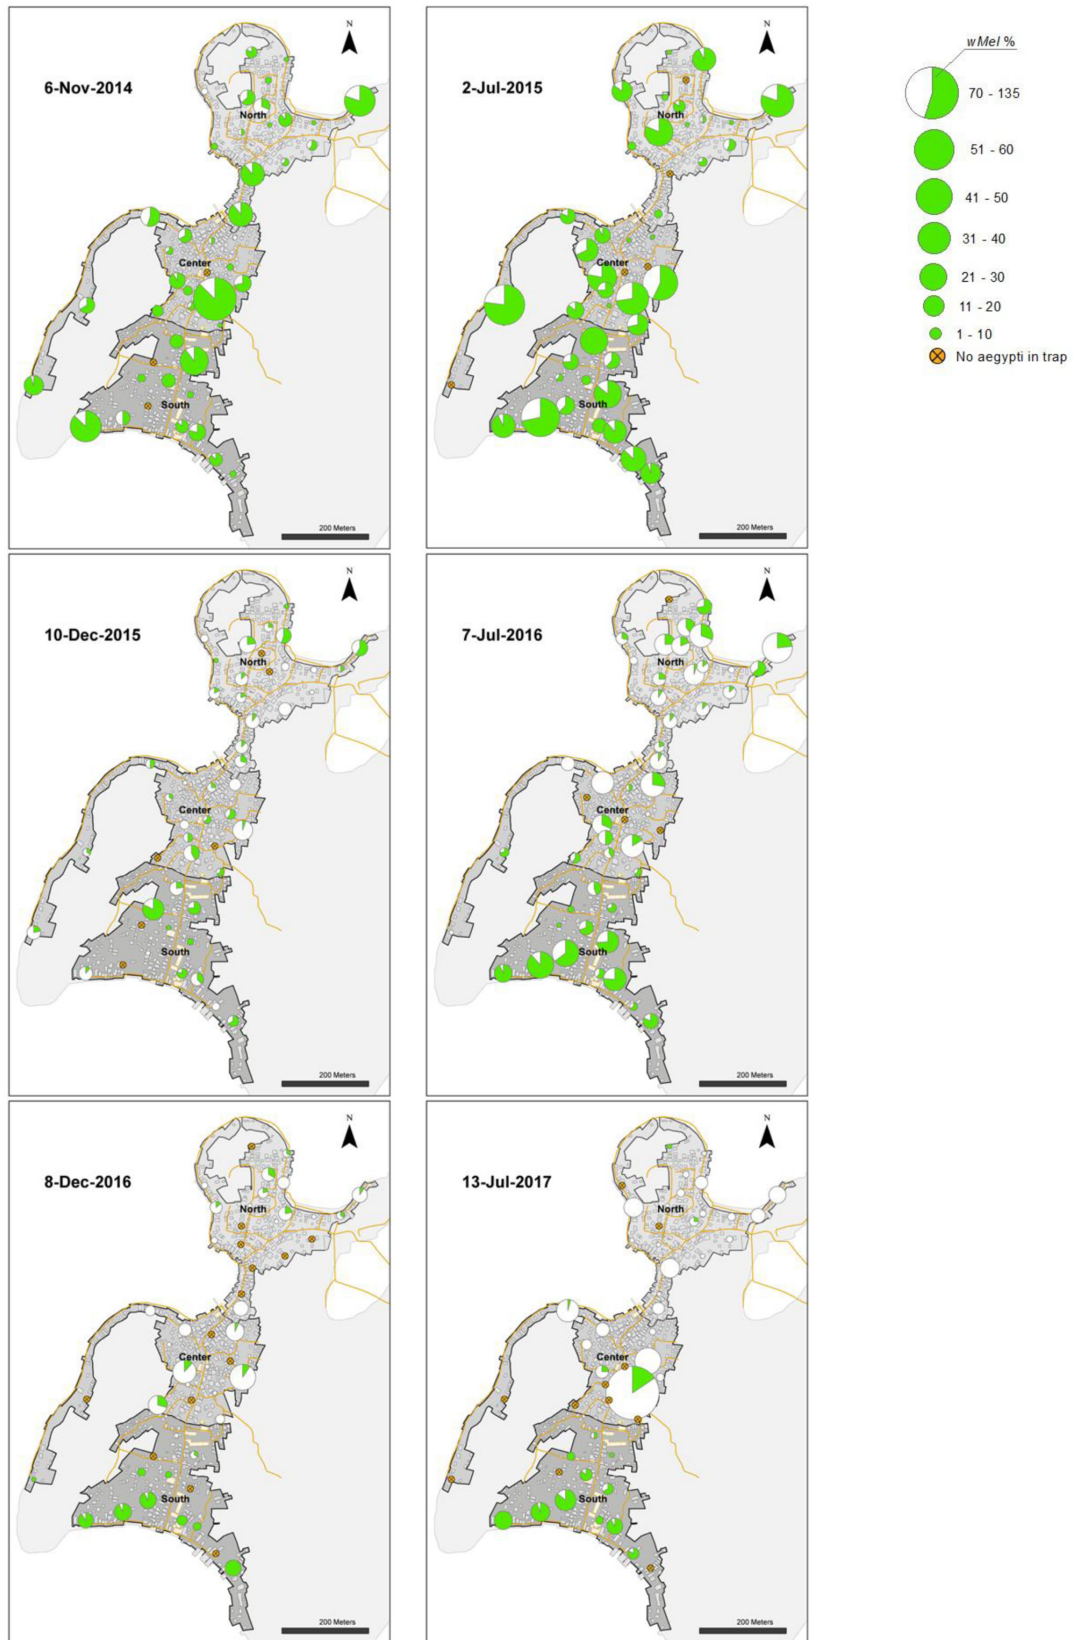 6-Nov-2014
N
North
Center
South
200 Meters
2-Jul-2015
N
North
Center
South
200 Meters
wMel %
70 - 135
51 - 60
41 - 50
31 - 40
21 - 30
11 - 20
1 - 10
No aegypti in trap
10-Dec-2015
N
North
Center
South
200 Meters
7-Jul-2016
N
North
Center
South
200 Meters
8-Dec-2016
N
North
Center
South
200 Meters
13-Jul-2017
N
North
Center
South
200 Meters